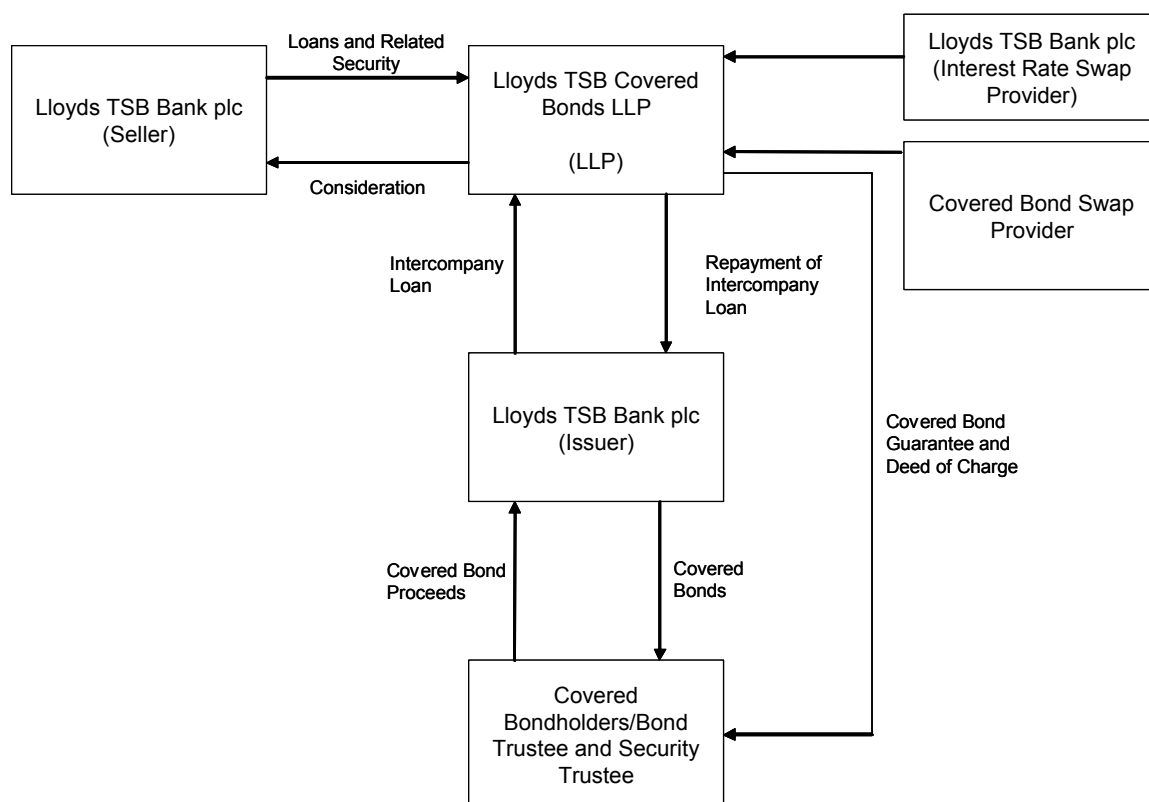 Loans and Related
Security
Lloyds TSB Bank plc
(Seller)
Consideration
Lloyds TSB Covered
Bonds LLP
(LLP)
Lloyds TSB Bank plc
(Interest Rate Swap
Provider)
Covered Bond Swap
Provider
Intercompany
Loan
Repayment of
Intercompany
Loan
Lloyds TSB Bank plc
(Issuer)
Covered Bond
Guarantee and
Deed of Charge
Covered Bond
Proceeds
Covered
Bonds
Covered
Bondholders/Bond
Trustee and Security
Trustee